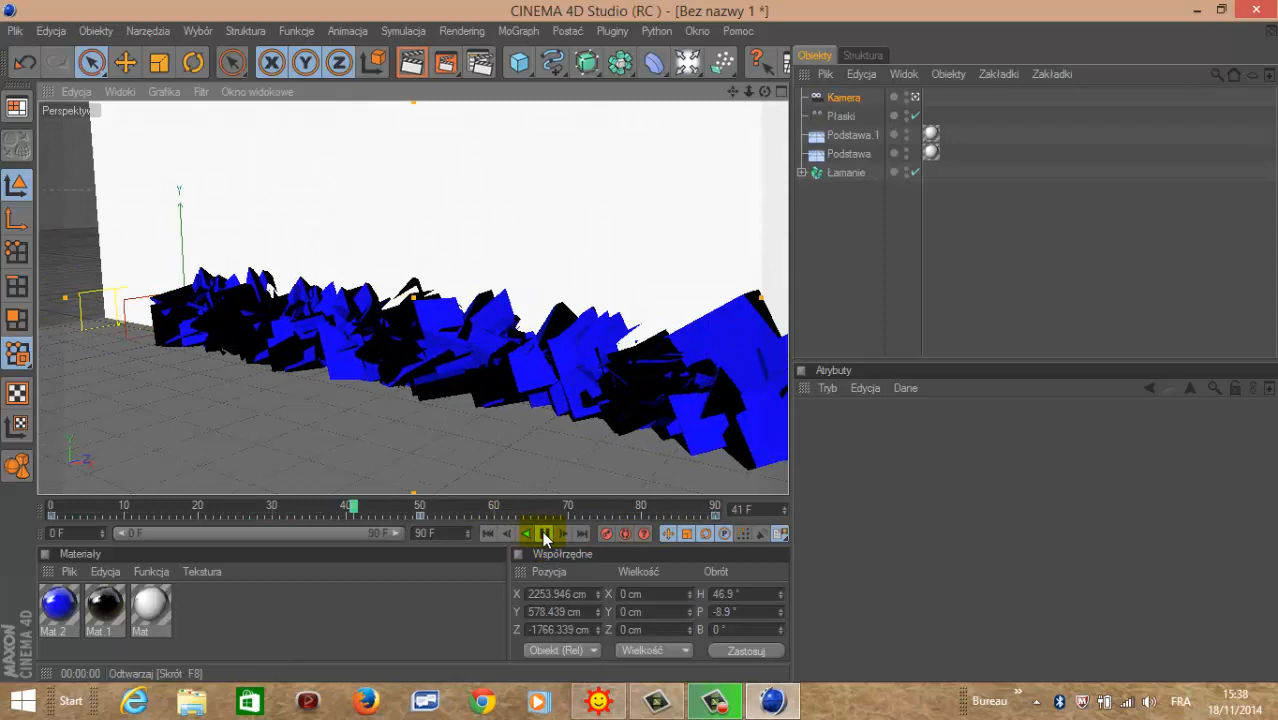 CINEMA 4D Studio (RC ) - [Bez nazwy 1 *]
Plik Edycja Obiekty Narzędzia Wybór Struktura Funkcje Animacja Symulacja Rendering MoGraph Postać Pluginy Python Okno Pomoc
Obiekty Struktura
Plik Edycja Widok Obiekty Zakładki Zakładki
Edycja Widoki Grafika Fitr Okno widokowe
Perspektyw
Kamera
Płaski
Podstawa.1
Podstawa
Łamanie
Y
Y
Z
Atrybuty
Tryb Edycja Dane
0 10 20 30 40 50 60 70 80 90 41 F
0 F 0 F 90 F 90 F
Materiały
Plik Edycja Funkcja Tekstura
Mat 2 Mat.1 Mat
Współrzędne
Pozycja Wielkość Obrót
X 2253.946 cm X 0 cm H 46.9 °
Y 578.439 cm Y 0 cm P -8.9 °
Z -1766.339 cm Z 0 cm B 0 °
Obiekt (Rel) Wielkość Zastosuj
MAXON CINEMA 4D
00:00:00 Odtwarzaj [Skrót F8]
Start
Bureau
FRA
15:38
18/11/2014